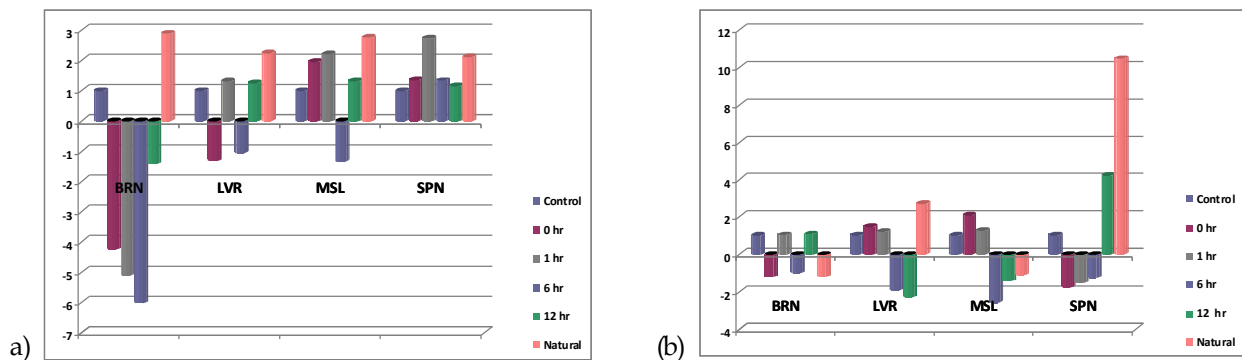 3
2
1
0
-1
-2
-3
-4
-5
-6
-7
BRN LVR MSL SPN
Control
0 hr
1 hr
6 hr
12 hr
Natural
a)
12
10
8
6
4
2
0
-2
-4
BRN LVR MSL SPN
Control
0 hr
1 hr
6 hr
12 hr
Natural
(b)